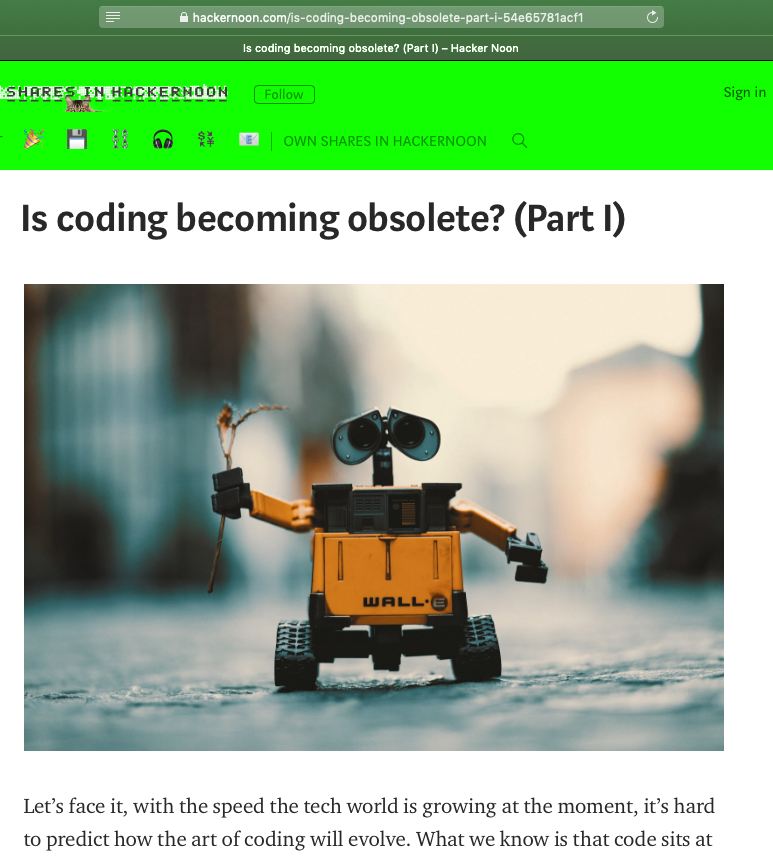 hackernoon.com/is-coding-becoming-obsolete-part-i-54e65781acf1
Is coding becoming obsolete? (Part I) – Hacker Noon
SHARES IN HACKERNOON
Follow
Sign in
OWN SHARES IN HACKERNOON
Is coding becoming obsolete? (Part I)
WALL·E
Let’s face it, with the speed the tech world is growing at the moment, it’s hard
to predict how the art of coding will evolve. What we know is that code sits at